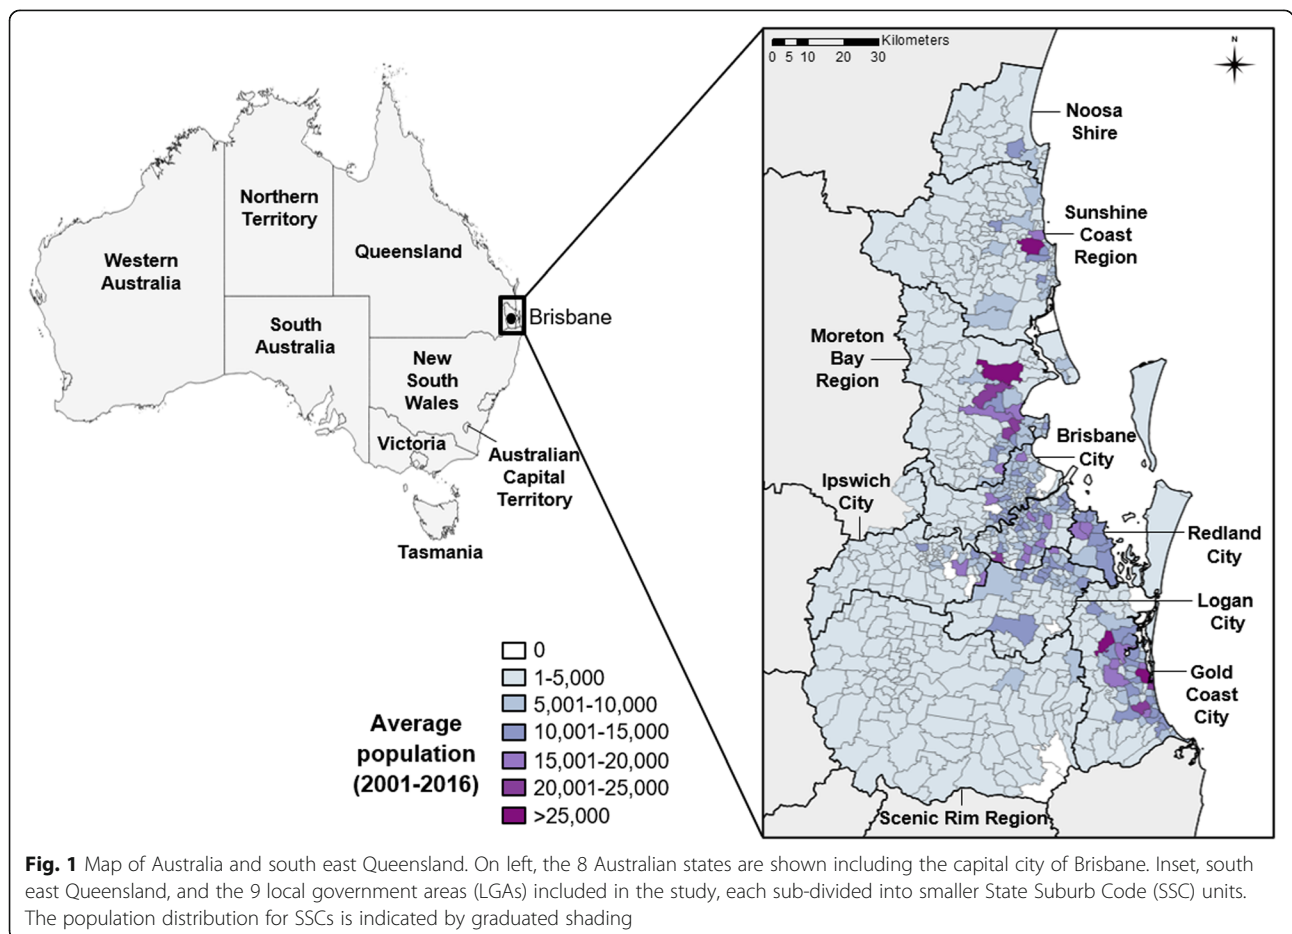 Western
Australia
Northern
Territory
Queensland
South
Australia
Brisbane
New
South
Wales
Victoria
Australian
Capital
Territory
Tasmania
Average
population
(2001-2016)
0
1-5,000
5,001-10,000
10,001-15,000
15,001-20,000
20,001-25,000
>25,000
Kilometers
0 5 10 20 30
N
Noosa
Shire
Sunshine
Coast
Region
Moreton
Bay
Region
Brisbane
City
Ipswich
City
Redland
City
Logan
City
Gold
Coast
City
Scenic Rim Region
Fig. 1 Map of Australia and south east Queensland. On left, the 8 Australian states are shown including the capital city of Brisbane. Inset, south
east Queensland, and the 9 local government areas (LGAs) included in the study, each sub-divided into smaller State Suburb Code (SSC) units.
The population distribution for SSCs is indicated by graduated shading